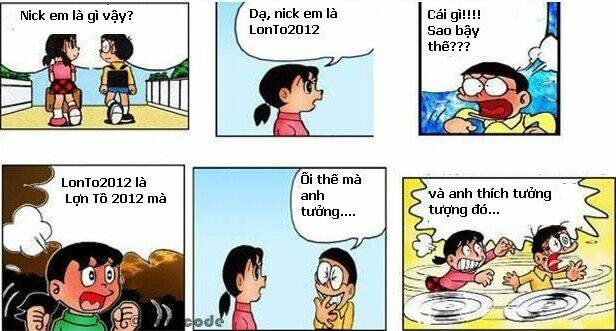 Nick em là gì vậy?
Dạ, nick em là
LonTo2012
Cái gì!!!!
Sao bậy
thế???
LonTo2012 là
Lợn Tô 2012 mà
Ối thế mà
anh
tưởng....
và anh thích tưởng
tượng đó...
code